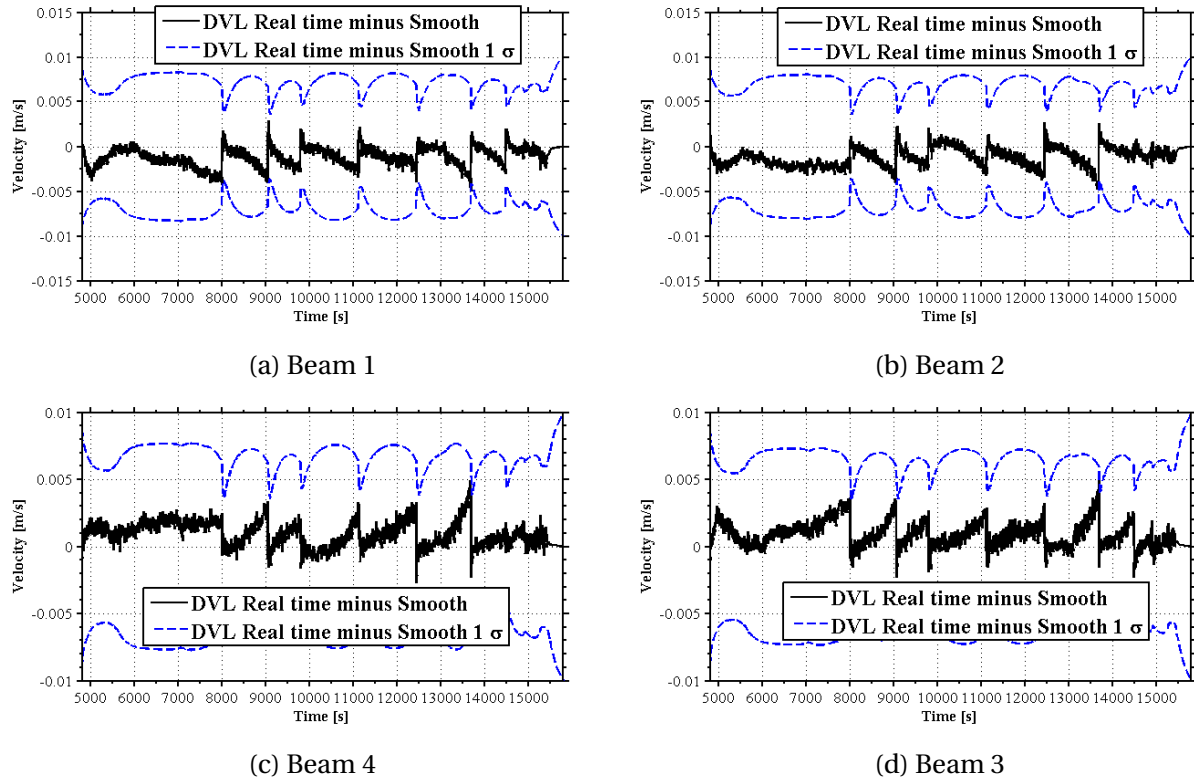 0.015
0.01
0.005
0
-0.005
-0.01
-0.015
Velocity [m/s]
DVL Real time minus Smooth
DVL Real time minus Smooth 1 σ
5000 6000 7000 8000 9000 10000 11000 12000 13000 14000 15000
Time [s]
(a) Beam 1
0.015
0.01
0.005
0
-0.005
-0.01
-0.015
Velocity [m/s]
DVL Real time minus Smooth
DVL Real time minus Smooth 1 σ
5000 6000 7000 8000 9000 10000 11000 12000 13000 14000 15000
Time [s]
(b) Beam 2
0.01
0.005
0
-0.005
-0.01
Velocity [m/s]
DVL Real time minus Smooth
DVL Real time minus Smooth 1 σ
5000 6000 7000 8000 9000 10000 11000 12000 13000 14000 15000
Time [s]
(c) Beam 4
0.01
0.005
0
-0.005
-0.01
Velocity [m/s]
DVL Real time minus Smooth
DVL Real time minus Smooth 1 σ
5000 6000 7000 8000 9000 10000 11000 12000 13000 14000 15000
Time [s]
(d) Beam 3